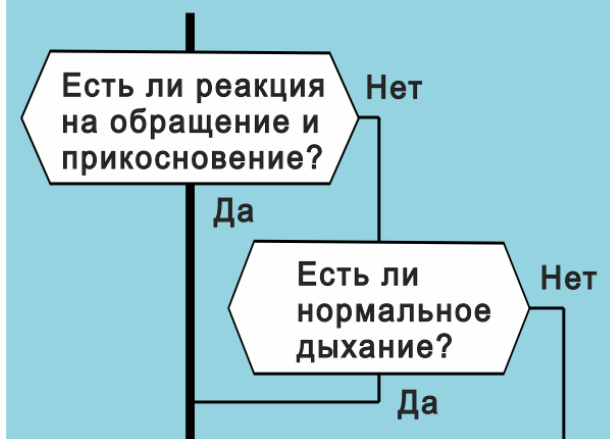 Есть ли реакция
на обращение и
прикосновение?
Нет
Да
Есть ли
нормальное
дыхание?
Нет
Да